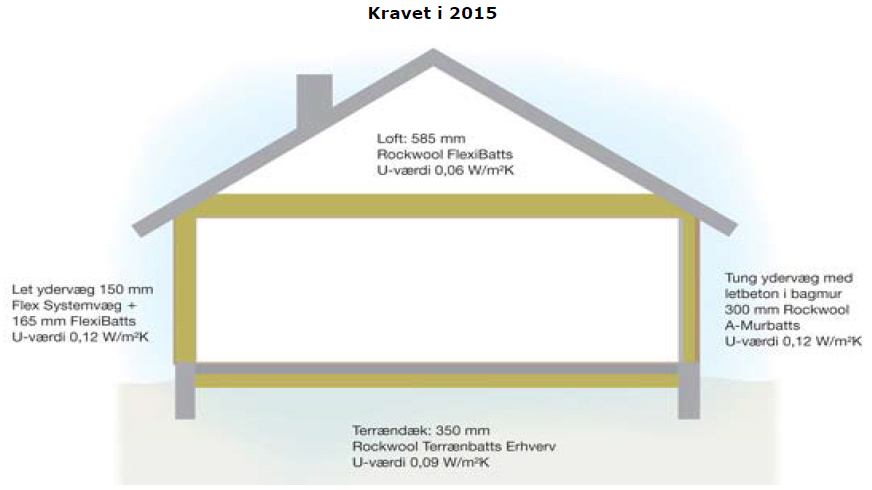 Kravet i 2015
Loft: 585 mm
Rockwool FlexiBatts
U-værdi 0,06 W/m²K
Let ydervæg 150 mm
Flex Systemvæg +
165 mm FlexiBatts
U-værdi 0,12 W/m²K
Tung ydervæg med
letbeton i bagmur
300 mm Rockwool
A-Murbatts
U-værdi 0,12 W/m²K
Terrændæk: 350 mm
Rockwool Terrænbatts Erhverv
U-værdi 0,09 W/m²K